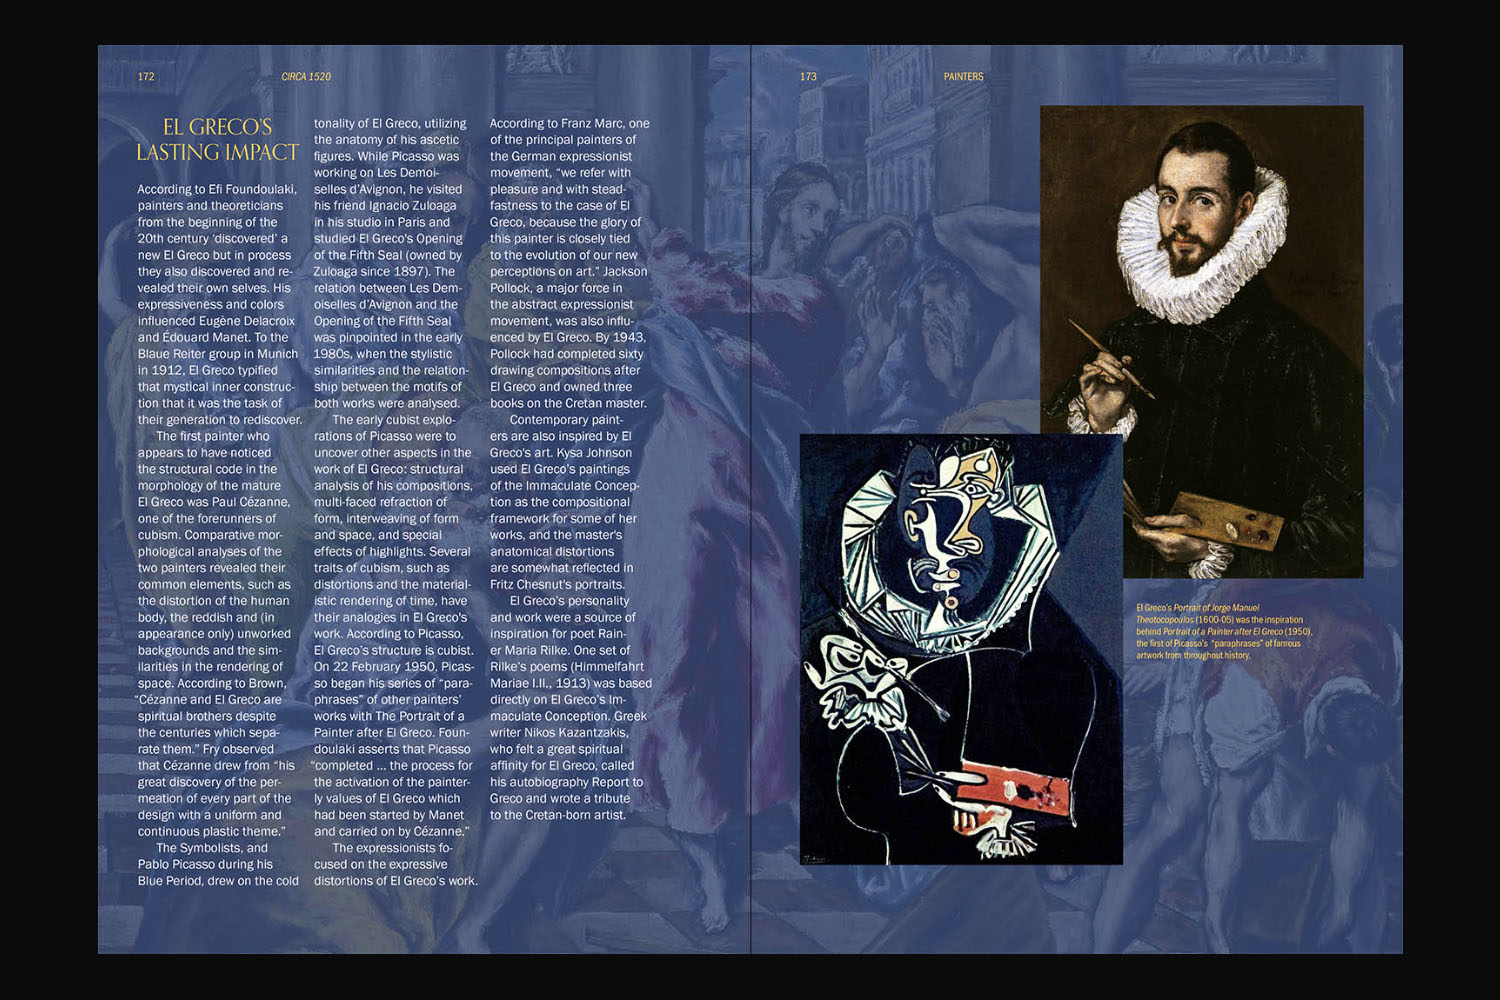 172
CIRCA 1520
EL GRECO'S
LASTING IMPACT
According to Efi Foundoulaki,
painters and theoreticians
from the beginning of the
20th century ‘discovered’ a
new El Greco but in process
they also discovered and re-
vealed their own selves. His
expressiveness and colors
influenced Eugène Delacroix
and Édouard Manet. To the
Blaue Reiter group in Munich
in 1912, El Greco typified
that mystical inner construc-
tion that it was the task of
their generation to rediscover.
The first painter who
appears to have noticed
the structural code in the
morphology of the mature
El Greco was Paul Cézanne,
one of the forerunners of
cubism. Comparative mor-
phological analyses of the
two painters revealed their
common elements, such as
the distortion of the human
body, the reddish and (in
appearance only) unworked
backgrounds and the sim-
ilarities in the rendering of
space. According to Brown,
“Cézanne and El Greco are
spiritual brothers despite
the centuries which sepa-
rate them.” Fry observed
that Cézanne drew from “his
great discovery of the per-
meation of every part of the
design with a uniform and
continuous plastic theme.”
The Symbolists, and
Pablo Picasso during his
Blue Period, drew on the cold
tonality of El Greco, utilizing
the anatomy of his ascetic
figures. While Picasso was
working on Les Demoi-
selles d’Avignon, he visited
his friend Ignacio Zuloaga
in his studio in Paris and
studied El Greco's Opening
of the Fifth Seal (owned by
Zuloaga since 1897). The
relation between Les Dem-
oiselles d’Avignon and the
Opening of the Fifth Seal
was pinpointed in the early
1980s, when the stylistic
similarities and the relation-
ship between the motifs of
both works were analysed.
The early cubist explo-
rations of Picasso were to
uncover other aspects in the
work of El Greco: structural
analysis of his compositions,
multi-faced refraction of
form, interweaving of form
and space, and special
effects of highlights. Several
traits of cubism, such as
distortions and the material-
istic rendering of time, have
their analogies in El Greco's
work. According to Picasso,
El Greco’s structure is cubist.
On 22 February 1950, Picas-
so began his series of “para-
phrases” of other painters’
works with The Portrait of a
Painter after El Greco. Foun-
doulaki asserts that Picasso
“completed ... the process for
the activation of the painter-
ly values of El Greco which
had been started by Manet
and carried on by Cézanne.”
The expressionists fo-
cused on the expressive
distortions of El Greco’s work.
According to Franz Marc, one
of the principal painters of
the German expressionist
movement, “we refer with
pleasure and with stead-
fastness to the case of El
Greco, because the glory of
this painter is closely tied
to the evolution of our new
perceptions on art.” Jackson
Pollock, a major force in
the abstract expressionist
movement, was also influ-
enced by El Greco. By 1943,
Pollock had completed sixty
drawing compositions after
El Greco and owned three
books on the Cretan master.
Contemporary paint-
ers are also inspired by El
Greco’s art. Kysa Johnson
used El Greco’s paintings
of the Immaculate Concep-
tion as the compositional
framework for some of her
works, and the master's
anatomical distortions
are somewhat reflected in
Fritz Chesnut's portraits.
El Greco’s personality
and work were a source of
inspiration for poet Rain-
er Maria Rilke. One set of
Rilke’s poems (Himmelfahrt
Mariae I.II., 1913) was based
directly on El Greco’s Im-
maculate Conception. Greek
writer Nikos Kazantzakis,
who felt a great spiritual
affinity for El Greco, called
his autobiography Report to
Greco and wrote a tribute
to the Cretan-born artist.
173
PAINTERS
El Greco’s Portrait of Jorge Manuel
Theotocopoulos (1600-05) was the inspiration
behind Portrait of a Painter after El Greco (1950),
the first of Picasso’s “paraphrases” of famous
artwork from throughout history.